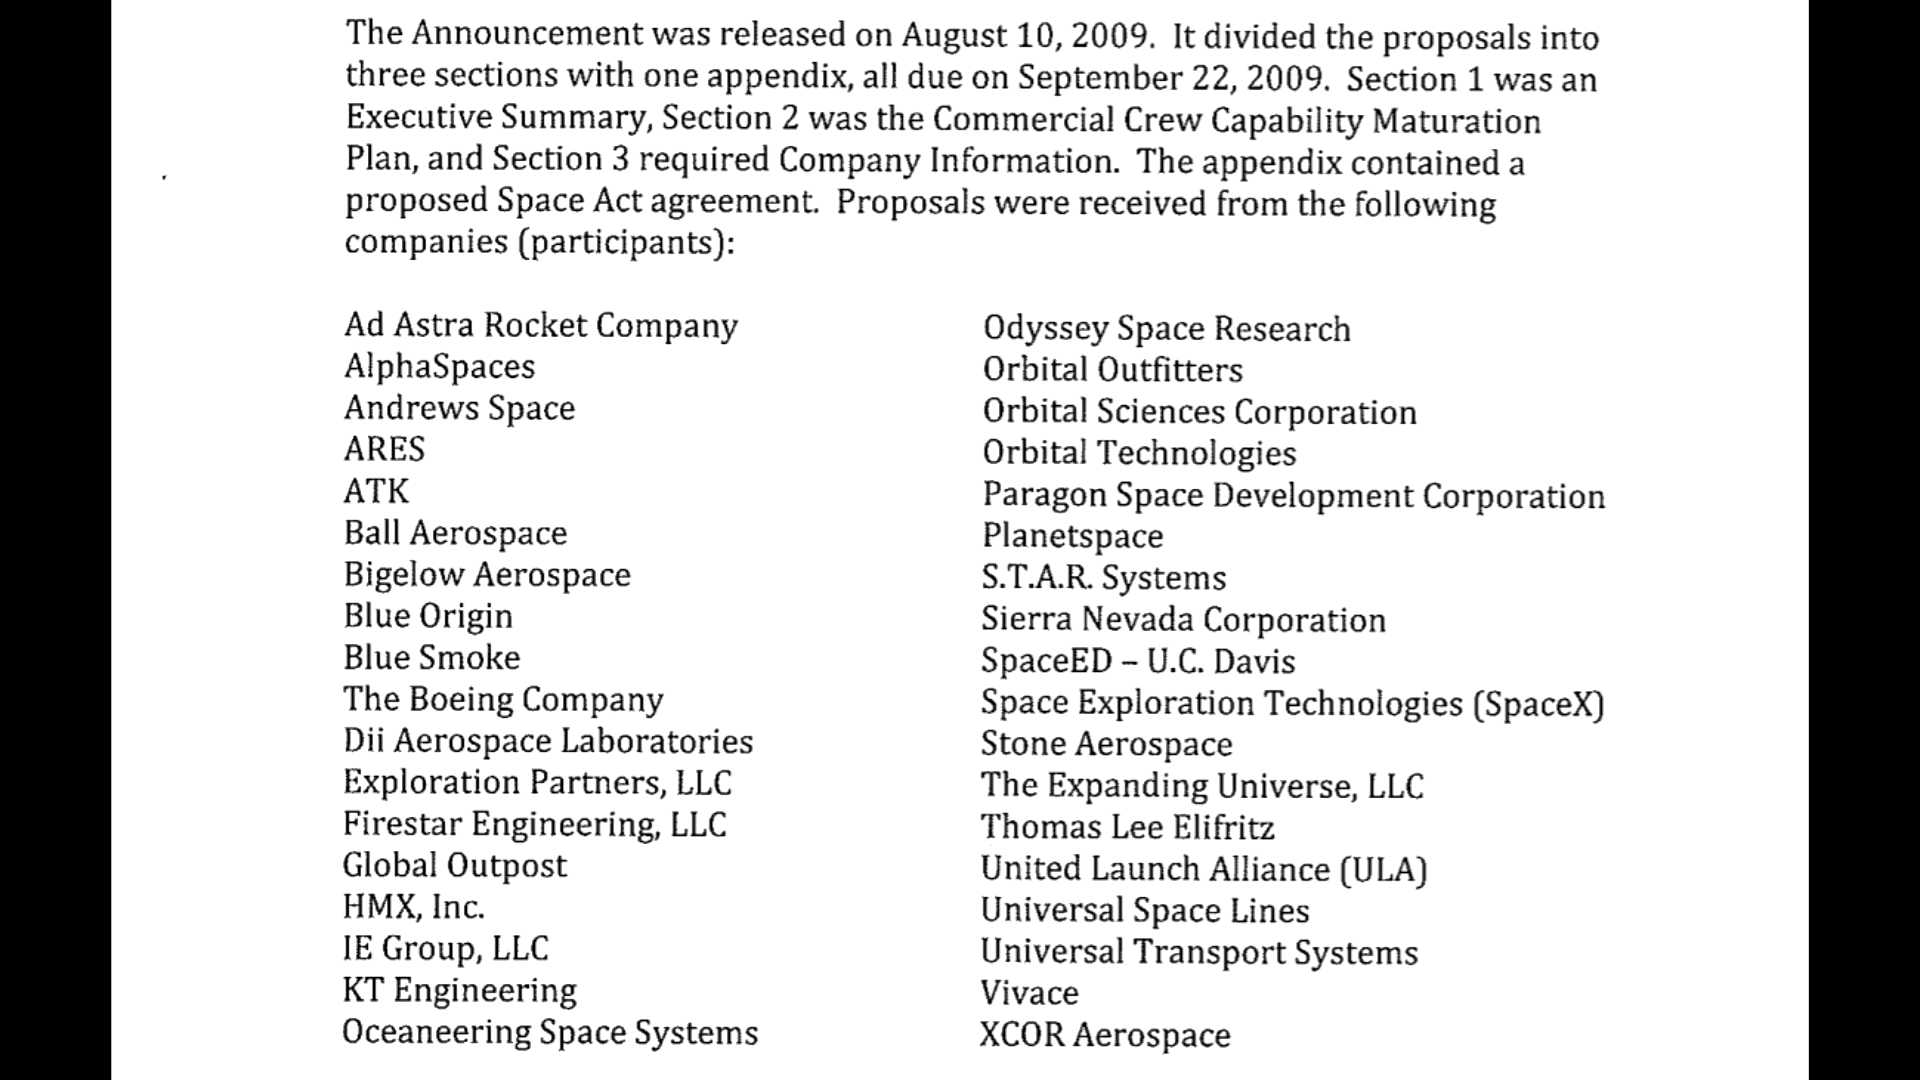 The Announcement was released on August 10, 2009.  It divided the proposals into
three sections with one appendix, all due on September 22, 2009.  Section 1 was an
Executive Summary, Section 2 was the Commercial Crew Capability Maturation
Plan, and Section 3 required Company Information.  The appendix contained a
proposed Space Act agreement.  Proposals were received from the following
companies (participants):
Ad Astra Rocket Company
AlphaSpaces
Andrews Space
ARES
ATK
Ball Aerospace
Bigelow Aerospace
Blue Origin
Blue Smoke
The Boeing Company
Dii Aerospace Laboratories
Exploration Partners, LLC
Firestar Engineering, LLC
Global Outpost
HMX, Inc.
IE Group, LLC
KT Engineering
Oceaneering Space Systems
Odyssey Space Research
Orbital Outfitters
Orbital Sciences Corporation
Orbital Technologies
Paragon Space Development Corporation
Planetspace
S.T.A.R. Systems
Sierra Nevada Corporation
SpaceED – U.C. Davis
Space Exploration Technologies (SpaceX)
Stone Aerospace
The Expanding Universe, LLC
Thomas Lee Elifritz
United Launch Alliance (ULA)
Universal Space Lines
Universal Transport Systems
Vivace
XCOR Aerospace